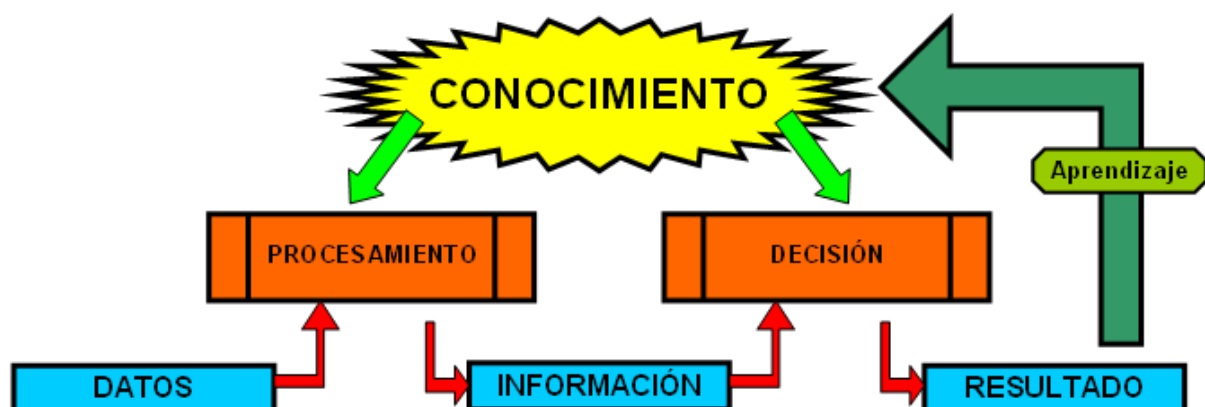 CONOCIMIENTO
Aprendizaje
PROCESAMIENTO
DECISIÓN
DATOS
INFORMACIÓN
RESULTADO